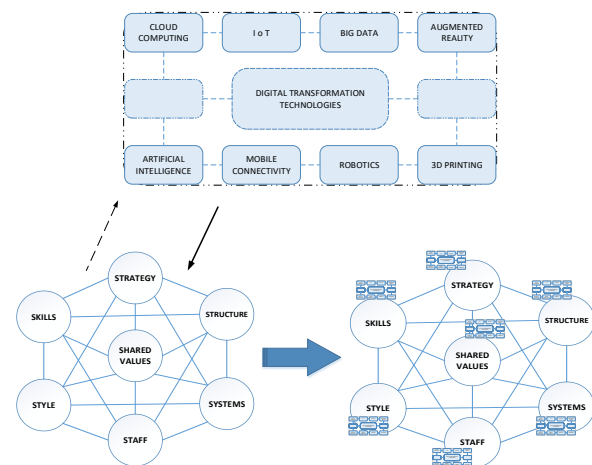 CLOUD
COMPUTING
I o T
BIG DATA
AUGMENTED
REALITY
DIGITAL TRANSFORMATION
TECHNOLOGIES
ARTIFICIAL
INTELLIGENCE
MOBILE
CONNECTIVITY
ROBOTICS
3D PRINTING
STRATEGY
SKILLS
STRUCTURE
SHARED
VALUES
STYLE
SYSTEMS
STAFF
STRATEGY
SKILLS
STRUCTURE
SHARED
VALUES
STYLE
SYSTEMS
STAFF